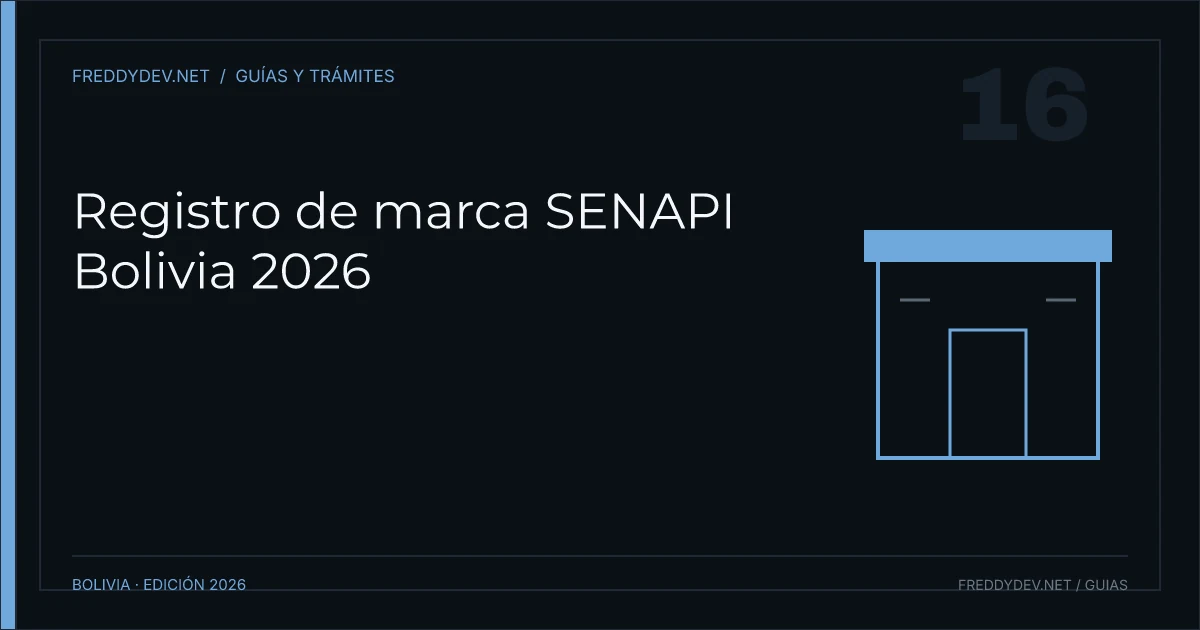 FREDDYDEV.NET / GUÍAS Y TRÁMITES
16
Registro de marca SENAPI
Bolivia 2026
BOLIVIA · EDICIÓN 2026
FREDDYDEV.NET / GUIAS